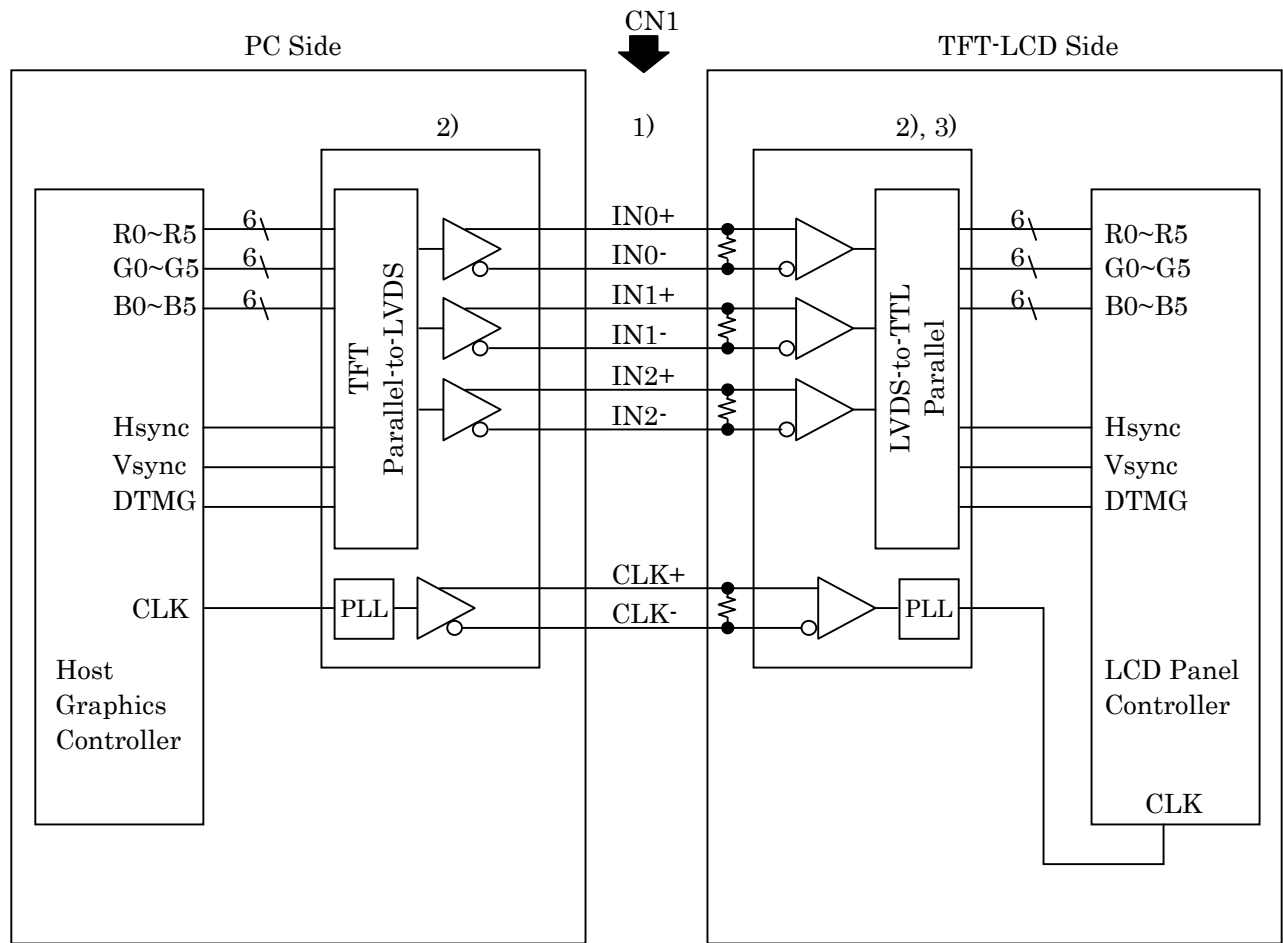 CN1
PC Side
TFT-LCD Side
2)
1)
2), 3)
R0~R5
G0~G5
B0~B5
6
6
6
Hsync
Vsync
DTMG
CLK
Host
Graphics
Controller
TFT
Parallel-to-LVDS
PLL
IN0+
IN0-
IN1+
IN1-
IN2+
IN2-
CLK+
CLK-
LVDS-to-TTL
Parallel
PLL
6
6
6
R0~R5
G0~G5
B0~B5
Hsync
Vsync
DTMG
LCD Panel
Controller
CLK